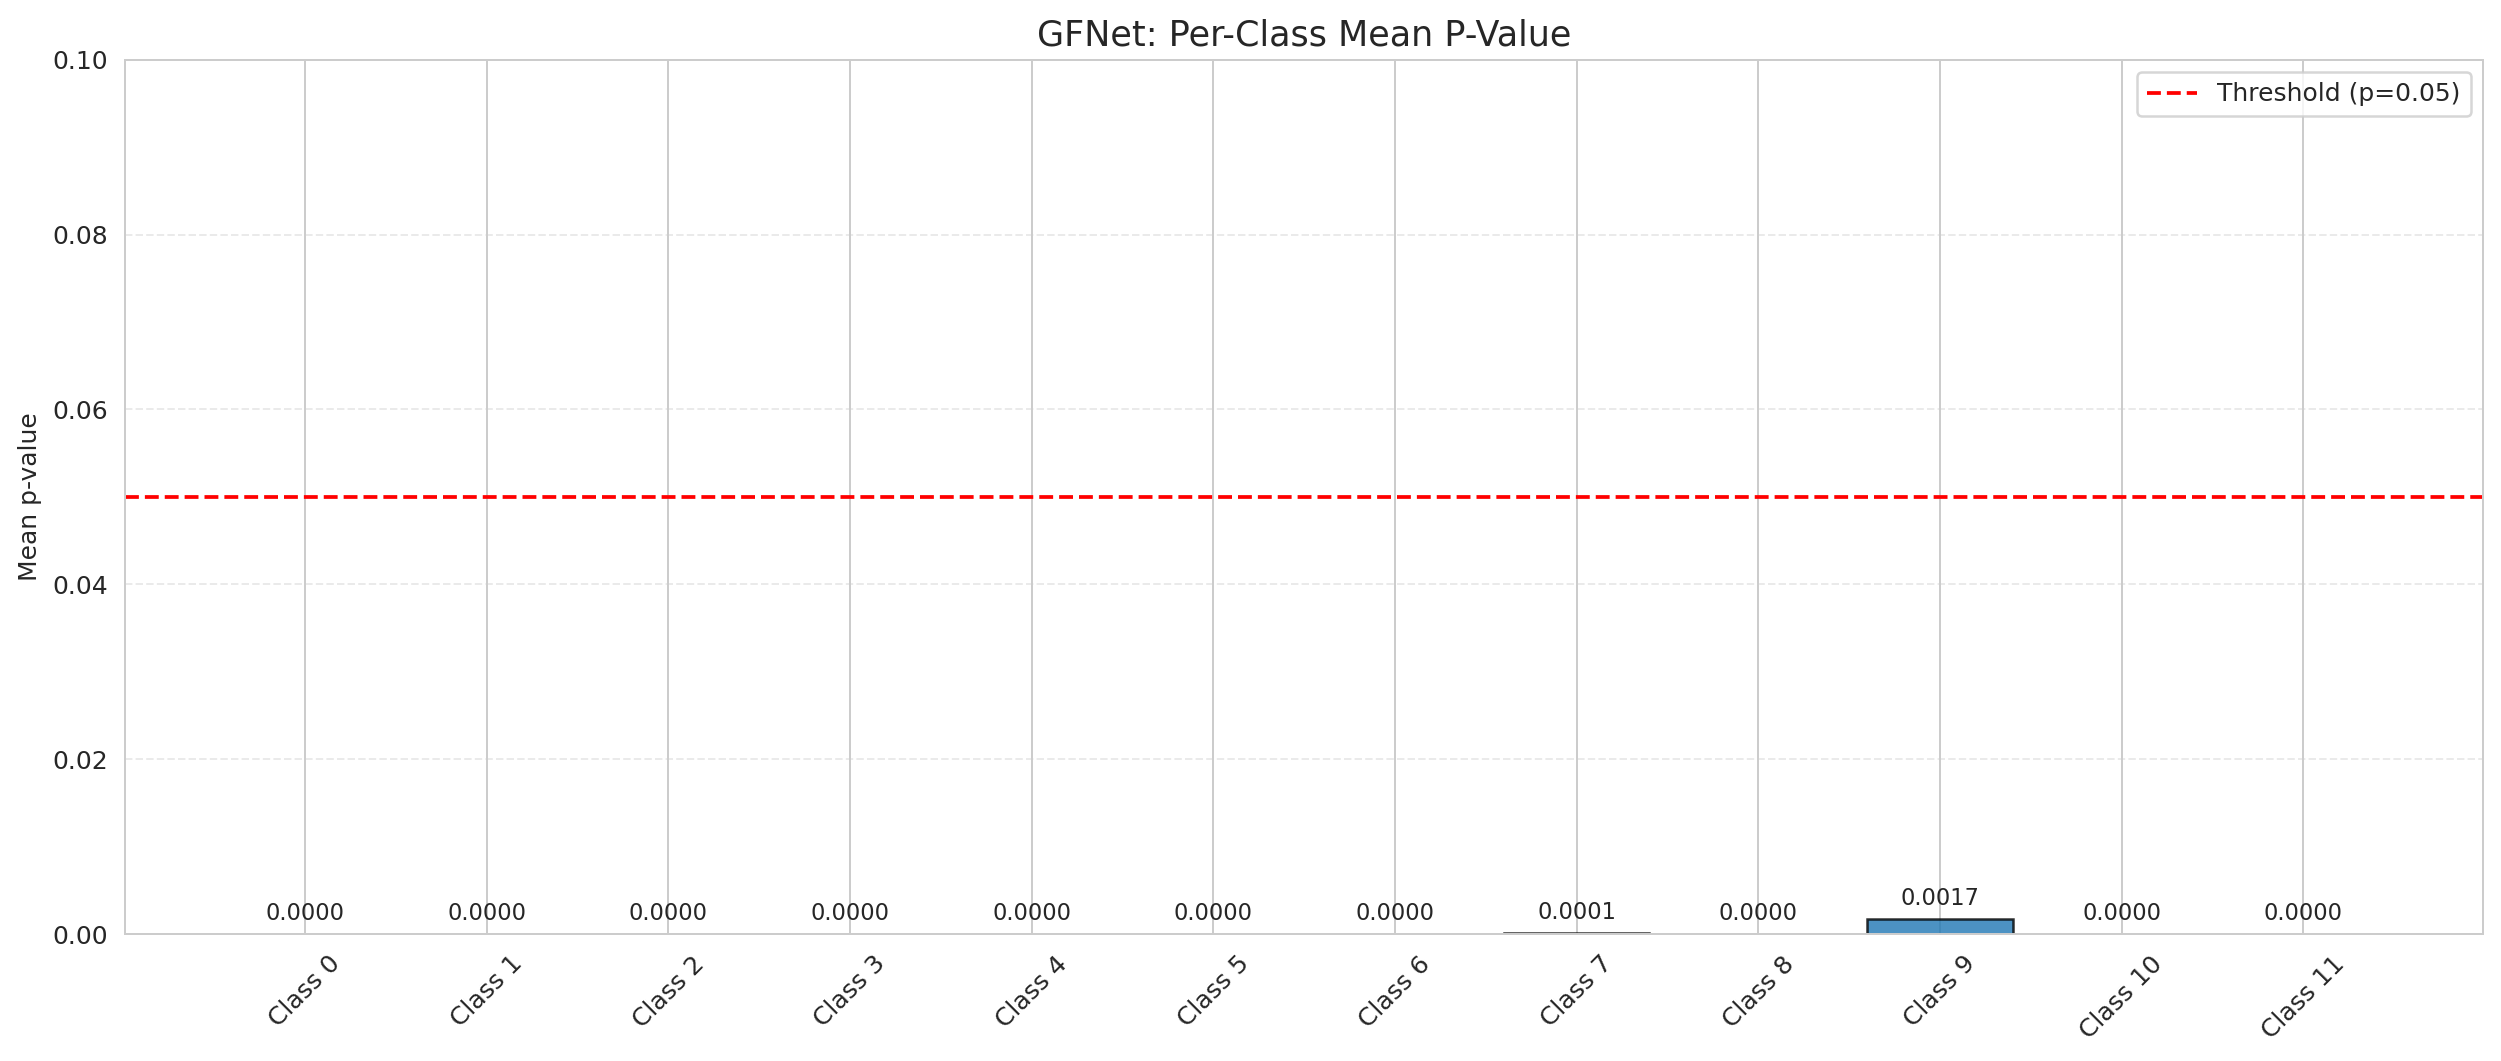 GFNet: Per-Class Mean P-Value
Threshold (p=0.05)
Mean p-value
0.10
0.08
0.06
0.04
0.02
0.00
0.0000
0.0000
0.0000
0.0000
0.0000
0.0000
0.0000
0.0001
0.0000
0.0017
0.0000
0.0000
Class 0
Class 1
Class 2
Class 3
Class 4
Class 5
Class 6
Class 7
Class 8
Class 9
Class 10
Class 11